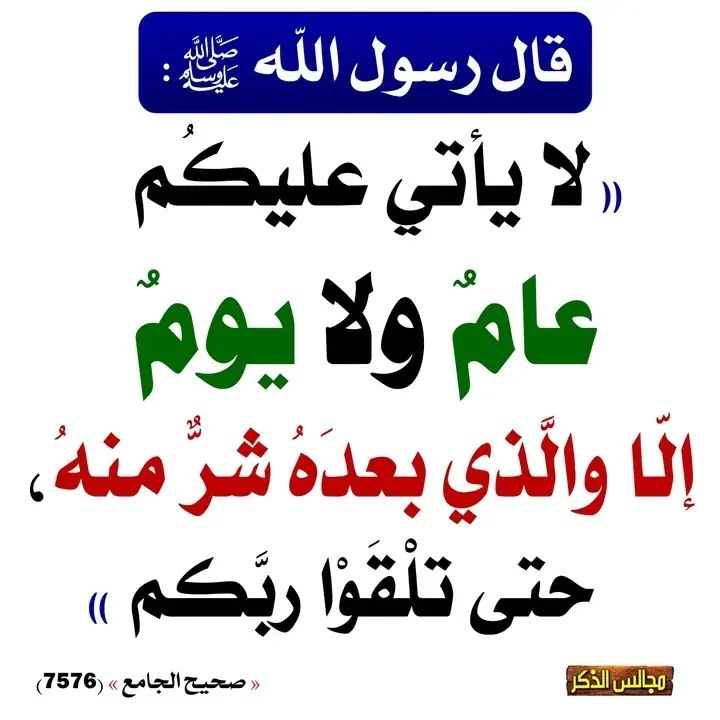 قال رسول الله ﷺ :
(( لا يأتي عليكُم
عامٌ ولا يومٌ
إلّا والَّذي بعدَهُ شرٌّ منهُ ،
حتى تلْقَوْا ربَّكم ))
« صحيح الجامع » (7576)
مجالس الذكر